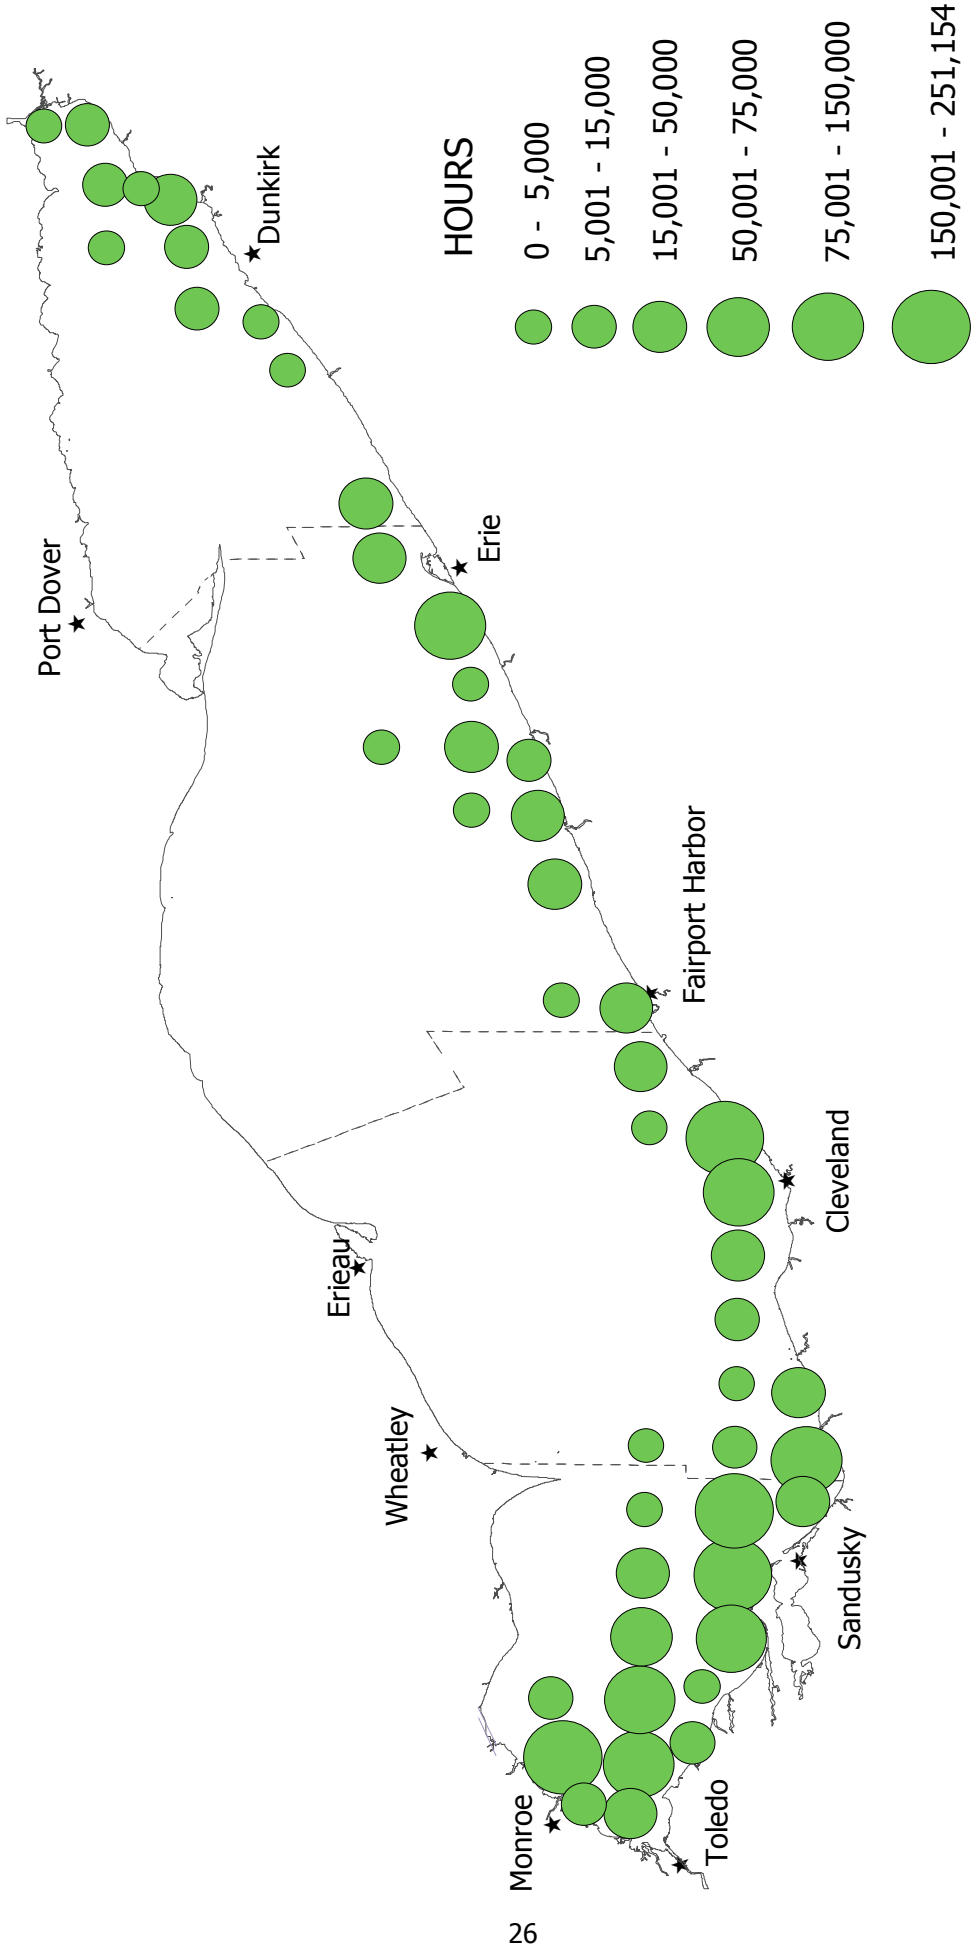 Port Dover
Dunkirk
Erie
Fairport Harbor
Erieau
Cleveland
Wheatley
Sandusky
Monroe
Toledo
HOURS
0 - 5,000
5,001 - 15,000
15,001 - 50,000
50,001 - 75,000
75,001 - 150,000
150,001 - 251,154
26